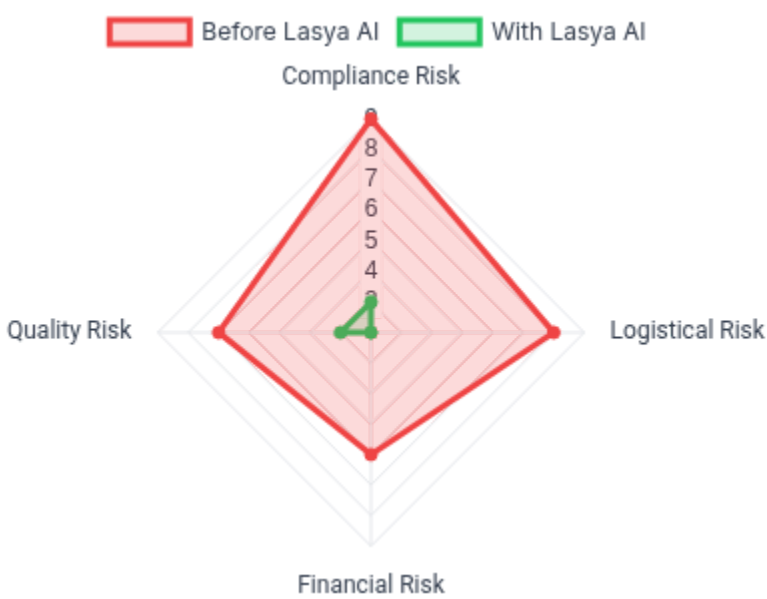 Before Lasya AI With Lasya AI
Compliance Risk
8
7
6
5
4
Quality Risk
Logistical Risk
Financial Risk